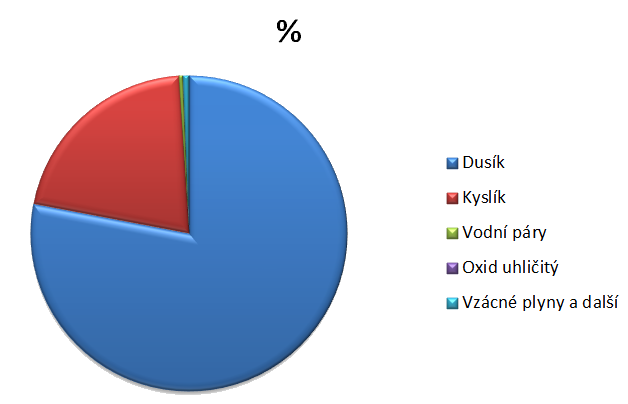 %
Dusík
Kyslík
Vodní páry
Oxid uhličitý
Vzácné plyny a další